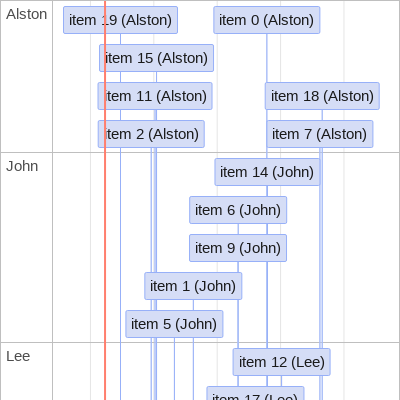 Alston
item 19 (Alston)
item 0 (Alston)
item 15 (Alston)
item 11 (Alston)
item 18 (Alston)
item 2 (Alston)
item 7 (Alston)
John
item 14 (John)
item 6 (John)
item 9 (John)
item 1 (John)
item 5 (John)
Lee
item 12 (Lee)
item 17 (Lee)